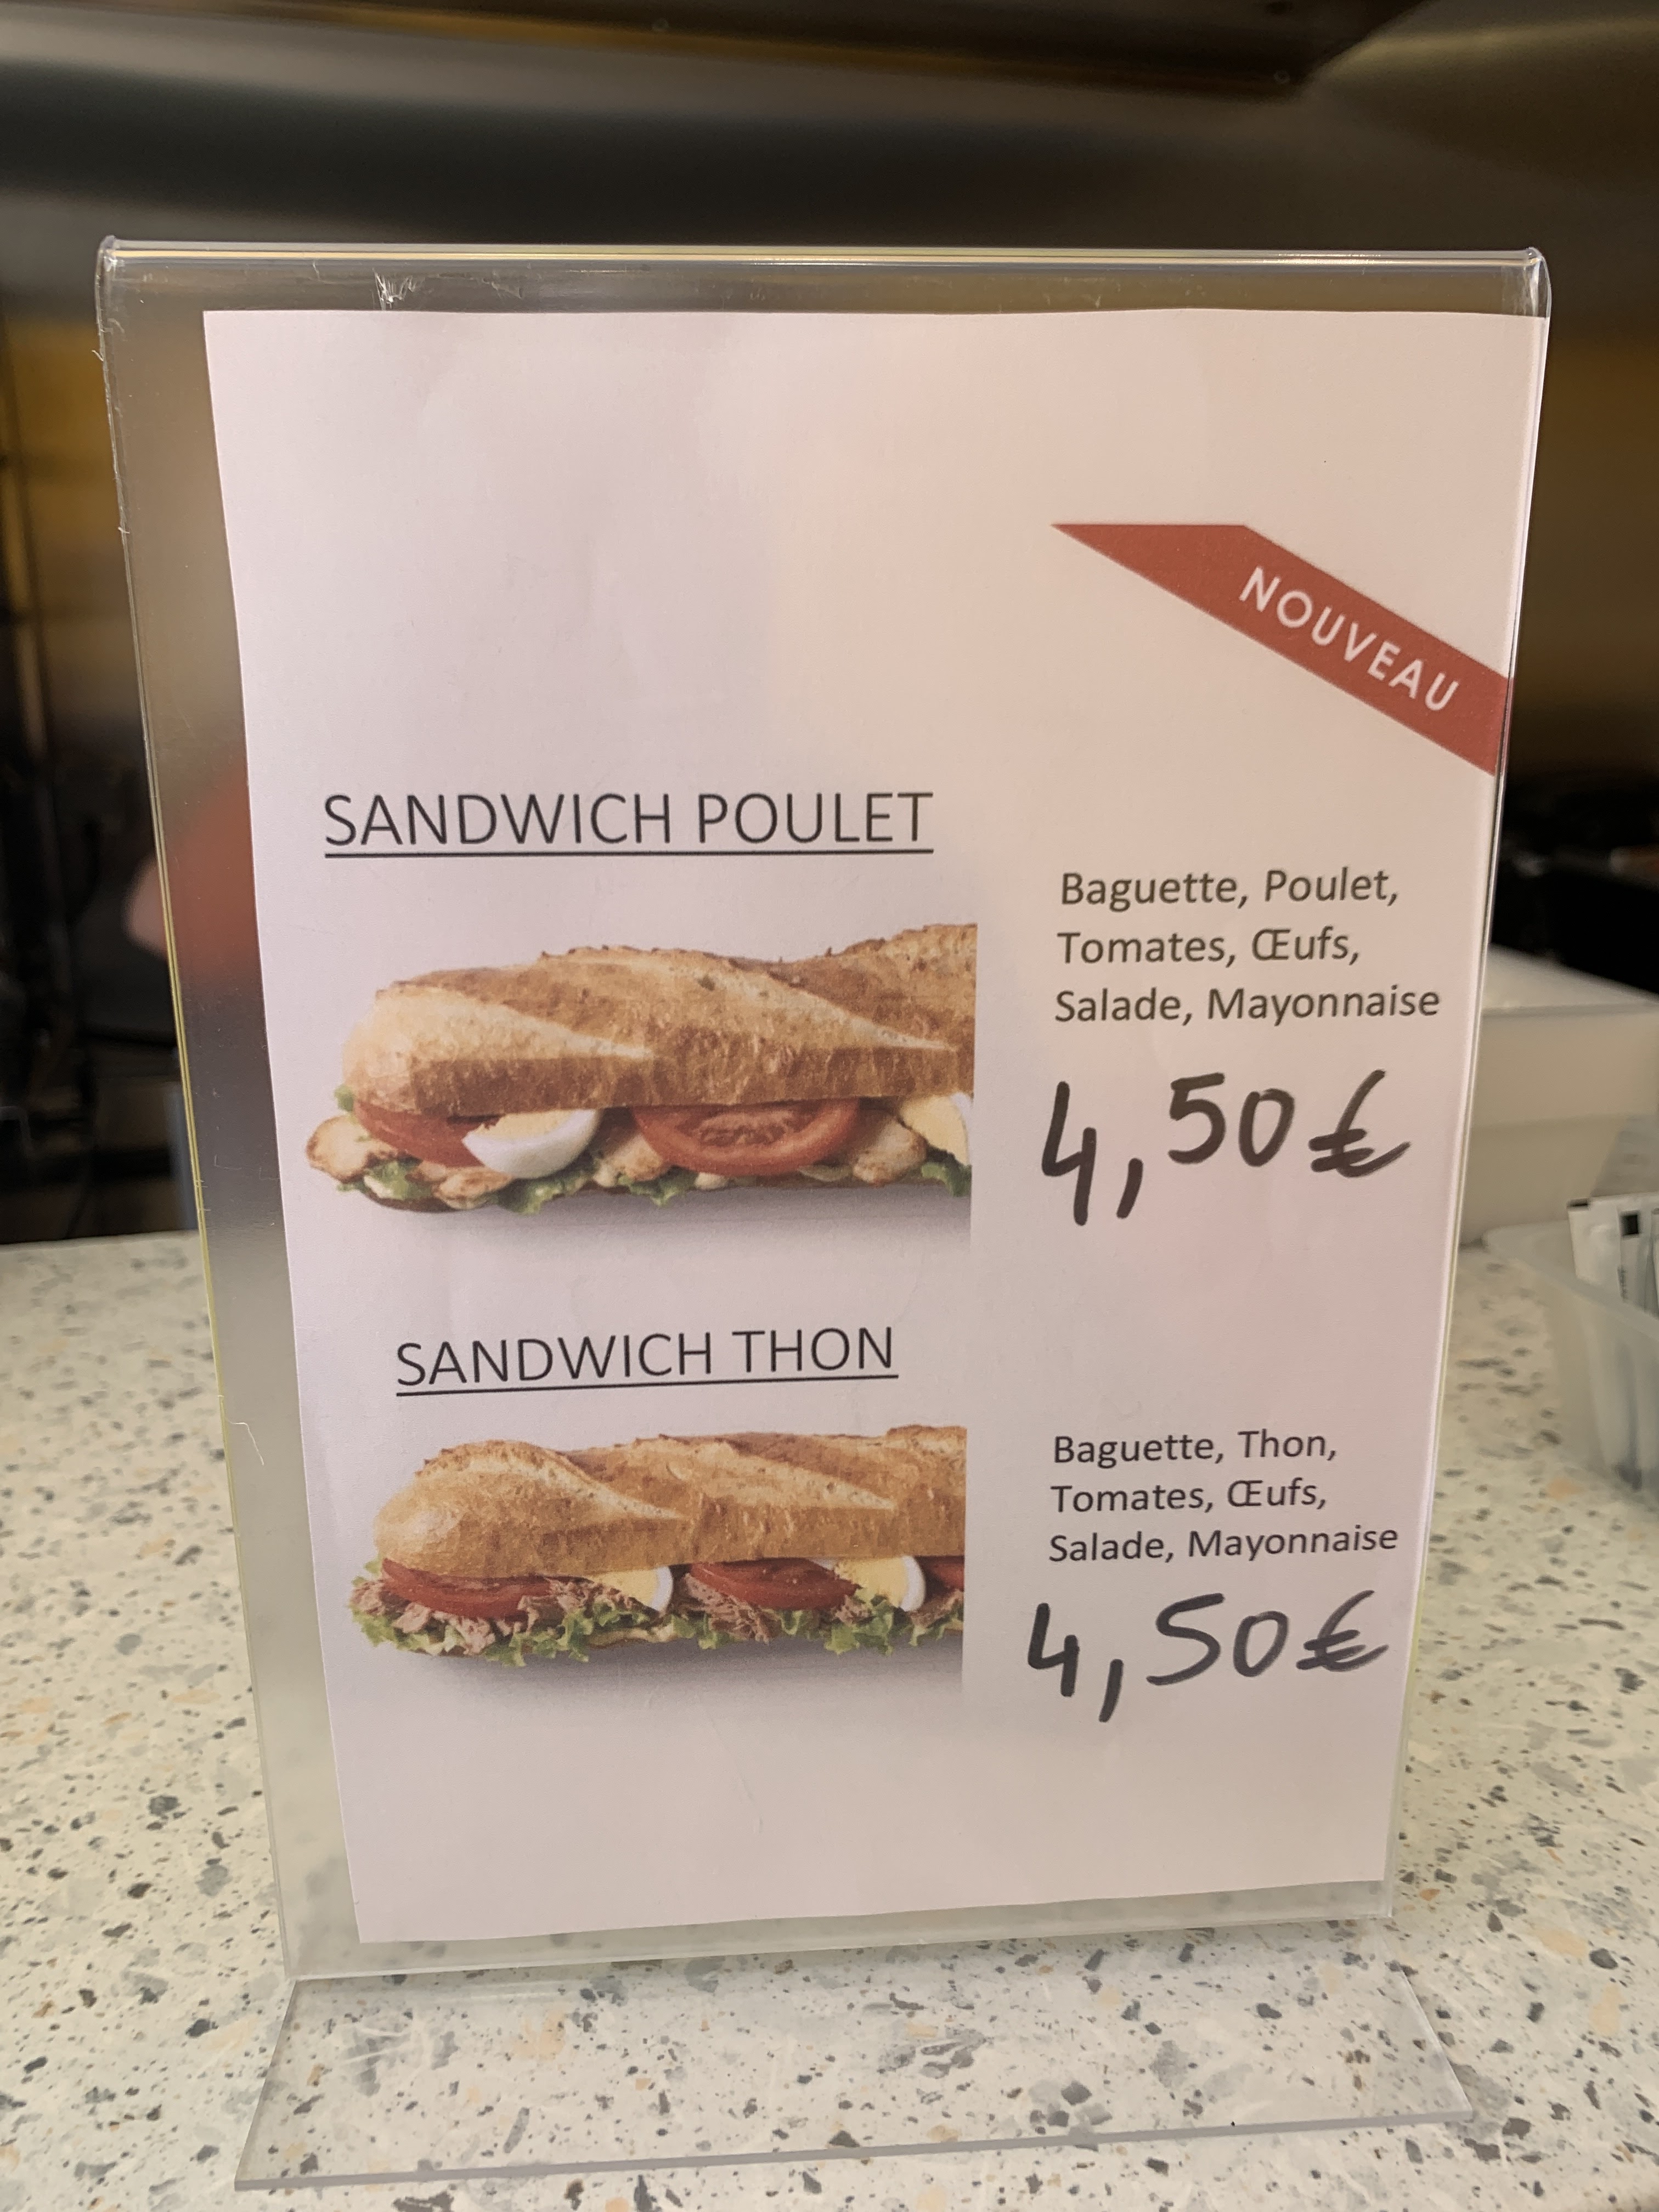 NOUVEAU
SANDWICH POULET
Baguette, Poulet,
Tomates, Œufs,
Salade, Mayonnaise
4,50€
SANDWICH THON
Baguette, Thon,
Tomates, Œufs,
Salade, Mayonnaise
4,50€